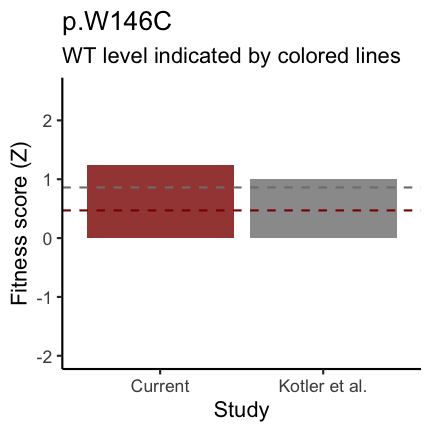 p.W146C
WT level indicated by colored lines
Fitness score (Z)
2
1
0
-1
-2
Current
Kotler et al.
Study